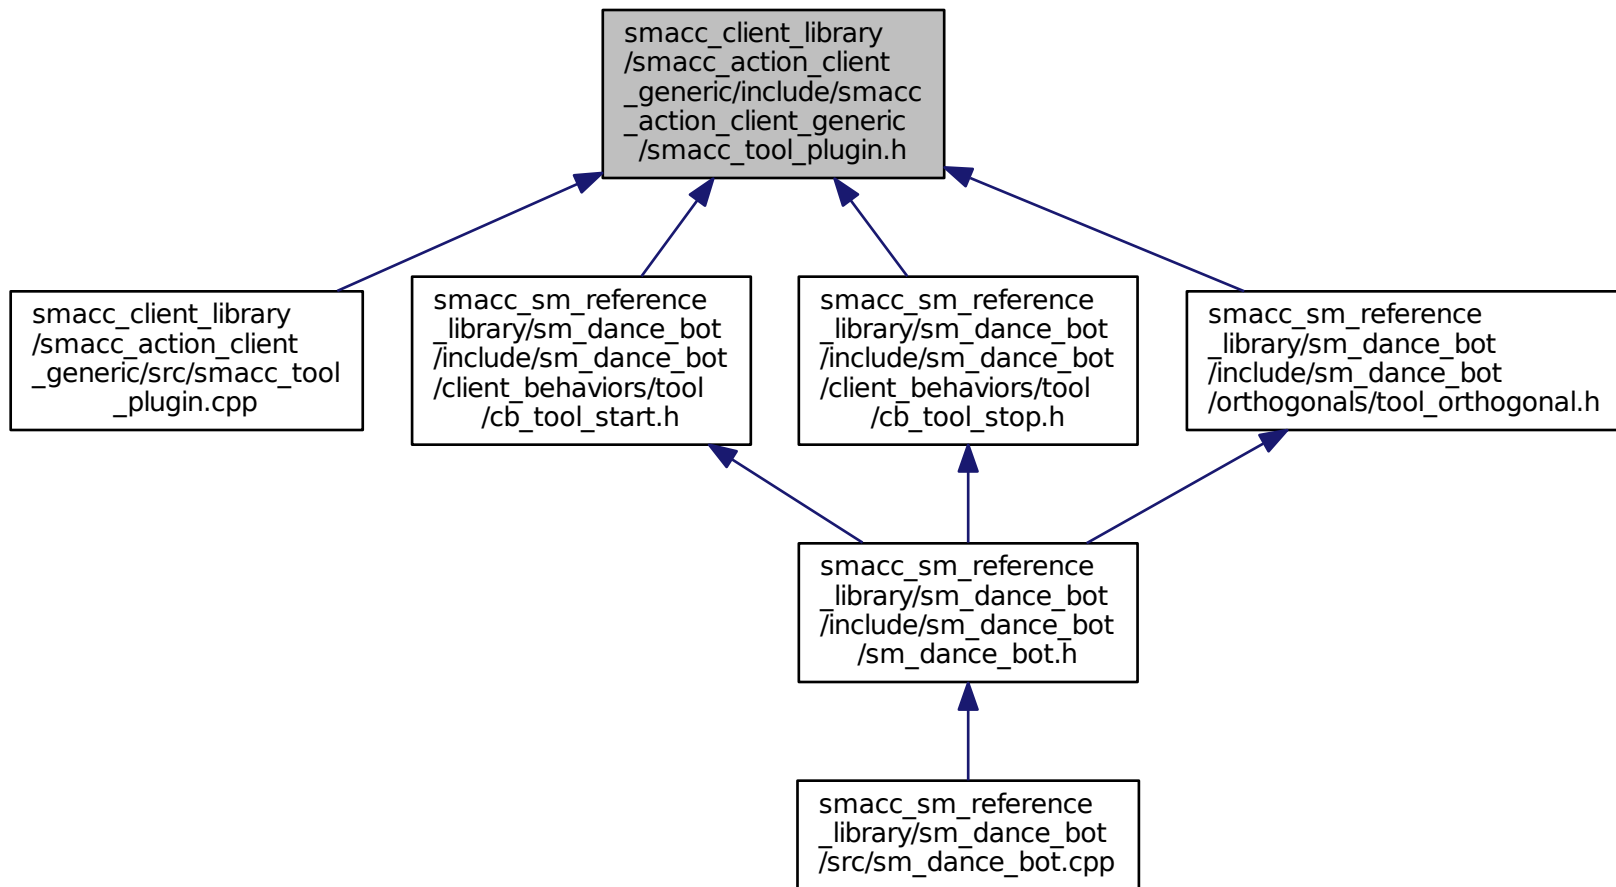 smacc_client_library
/smacc_action_client
_generic/include/smacc
_action_client_generic
/smacc_tool_plugin.h
smacc_client_library
/smacc_action_client
_generic/src/smacc_tool
_plugin.cpp
smacc_sm_reference
_library/sm_dance_bot
/include/sm_dance_bot
/client_behaviors/tool
/cb_tool_start.h
smacc_sm_reference
_library/sm_dance_bot
/include/sm_dance_bot
/client_behaviors/tool
/cb_tool_stop.h
smacc_sm_reference
_library/sm_dance_bot
/include/sm_dance_bot
/orthogonals/tool_orthogonal.h
smacc_sm_reference
_library/sm_dance_bot
/include/sm_dance_bot
/sm_dance_bot.h
smacc_sm_reference
_library/sm_dance_bot
/src/sm_dance_bot.cpp